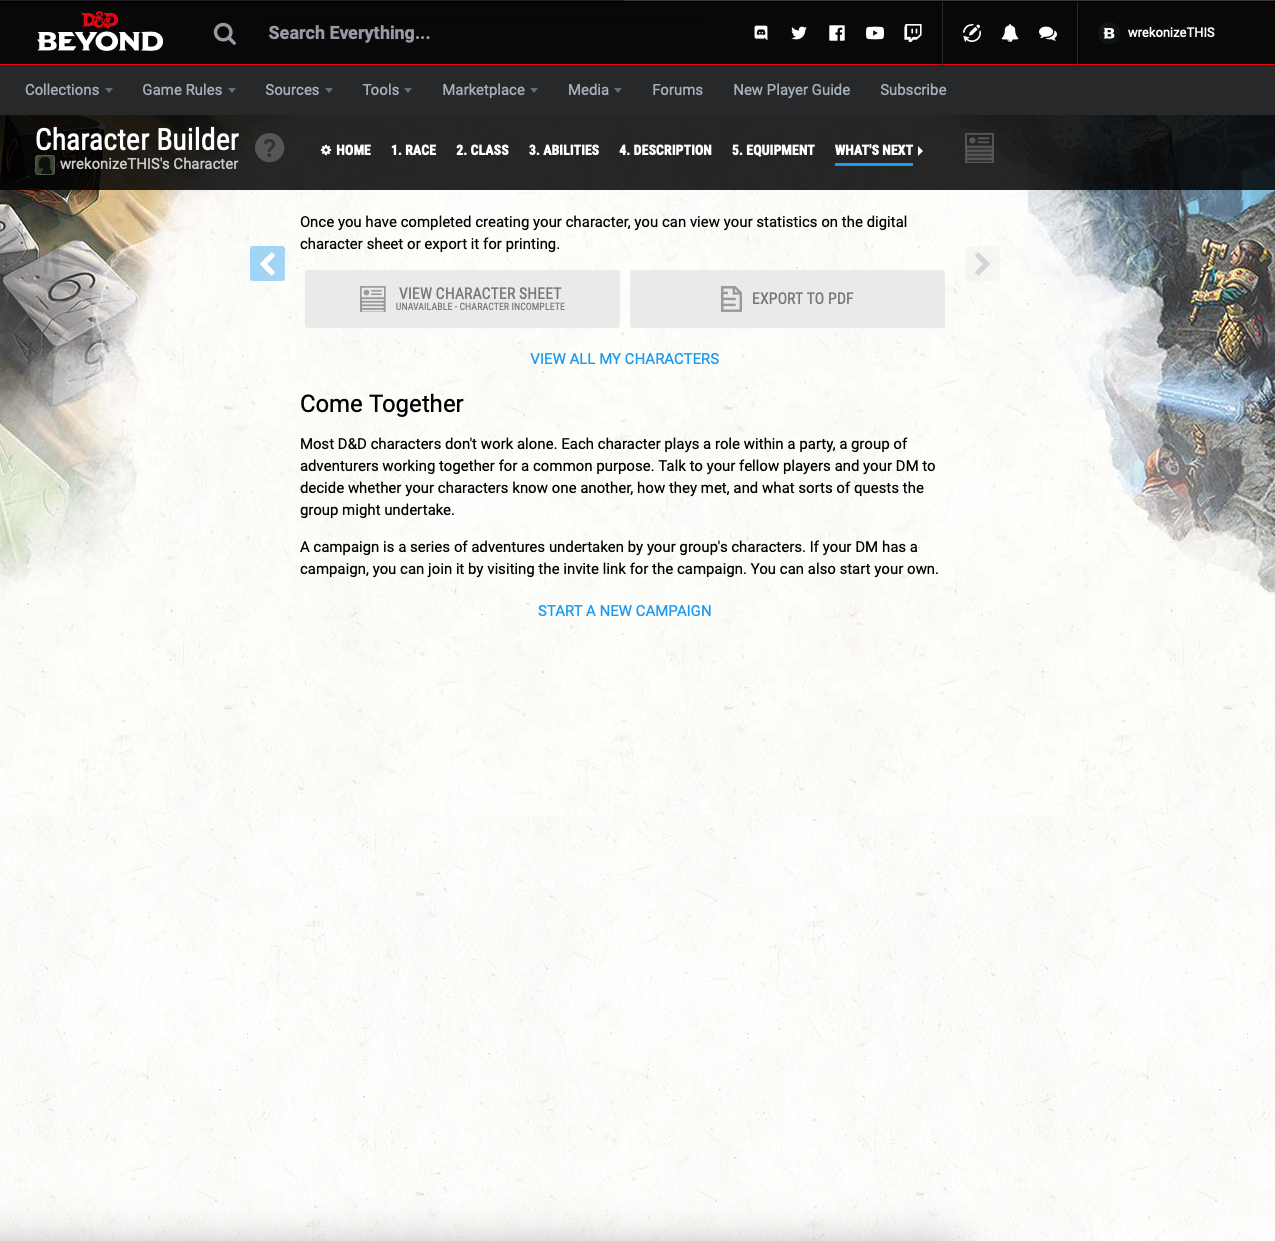 D&D
BEYOND
Search Everything...
B
wrekonizeTHIS
Collections
Game Rules
Sources
Tools
Marketplace
Media
Forums
New Player Guide
Subscribe
Character Builder
wrekonizeTHIS's Character
?
HOME
1. RACE
2. CLASS
3. ABILITIES
4. DESCRIPTION
5. EQUIPMENT
WHAT'S NEXT
Once you have completed creating your character, you can view your statistics on the digital
character sheet or export it for printing.
VIEW CHARACTER SHEET
UNAVAILABLE - CHARACTER INCOMPLETE
EXPORT TO PDF
VIEW ALL MY CHARACTERS
Come Together
Most D&D characters don't work alone. Each character plays a role within a party, a group of
adventurers working together for a common purpose. Talk to your fellow players and your DM to
decide whether your characters know one another, how they met, and what sorts of quests the
group might undertake.
A campaign is a series of adventures undertaken by your group's characters. If your DM has a
campaign, you can join it by visiting the invite link for the campaign. You can also start your own.
START A NEW CAMPAIGN